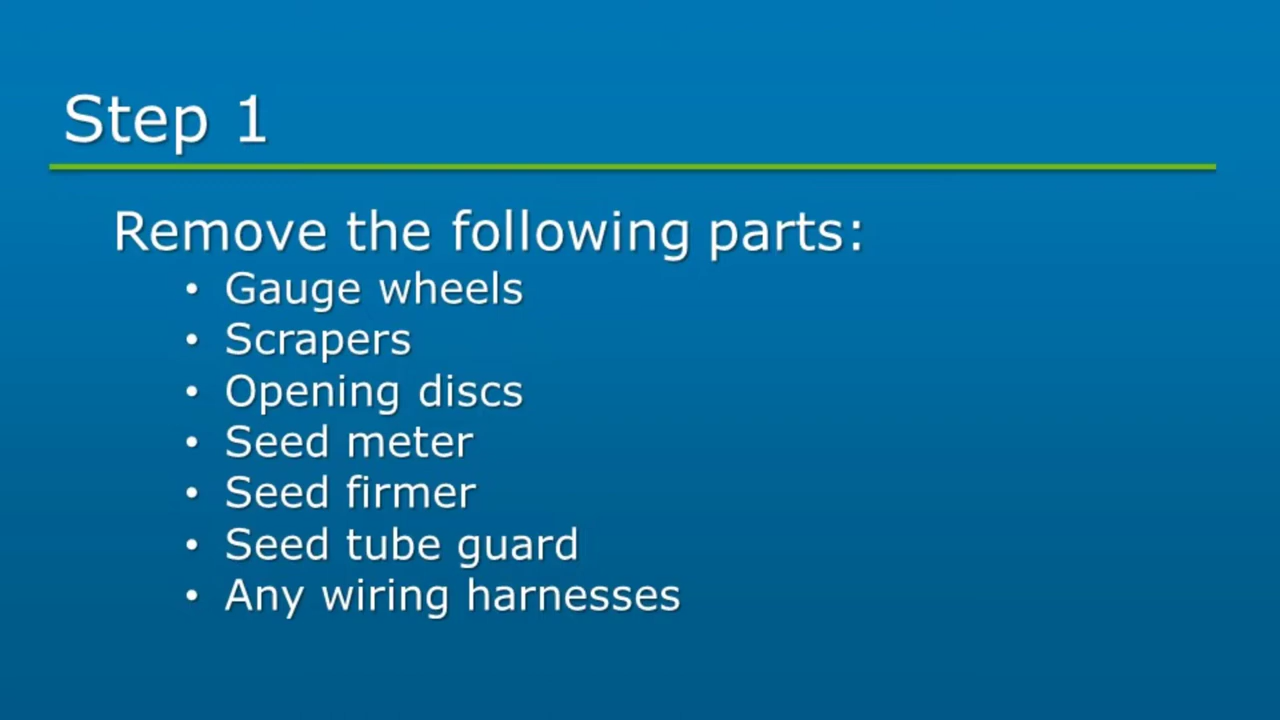 Step 1
Remove the following parts:
• Gauge wheels
• Scrapers
• Opening discs
• Seed meter
• Seed firmer
• Seed tube guard
• Any wiring harnesses